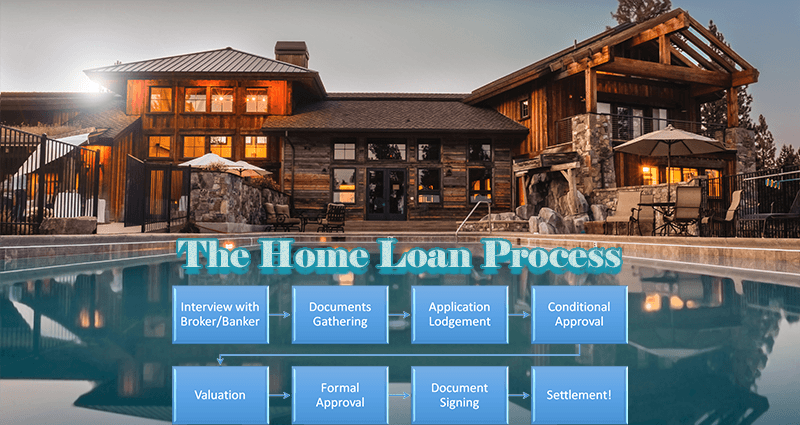 The Home Loan Process
Interview with
Broker/Banker
Documents
Gathering
Application
Lodgement
Conditional
Approval
Valuation
Formal
Approval
Document
Signing
Settlement!